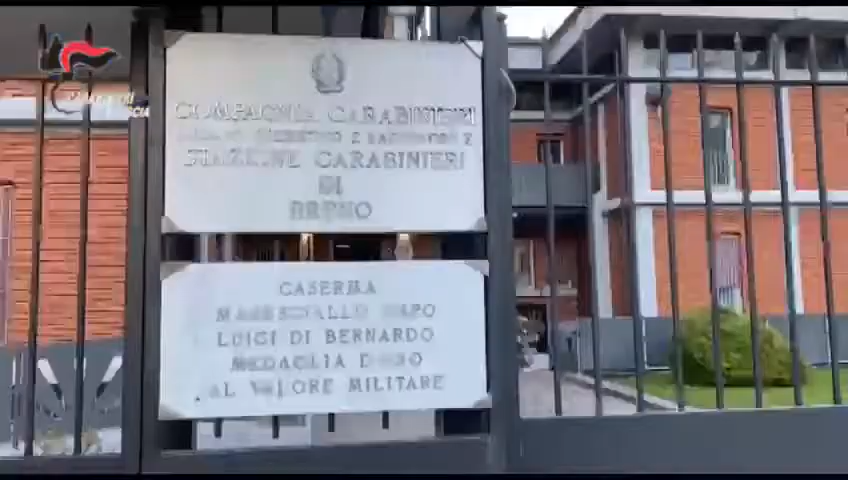 COMPAGNIA CARABINIERI
STAZIONE CARABINIERI
DI
BRENO
CASERMA
MARESCIALLO CAPO
LUIGI DI BERNARDO
MEDAGLIA D'ORO
AL VALORE MILITARE